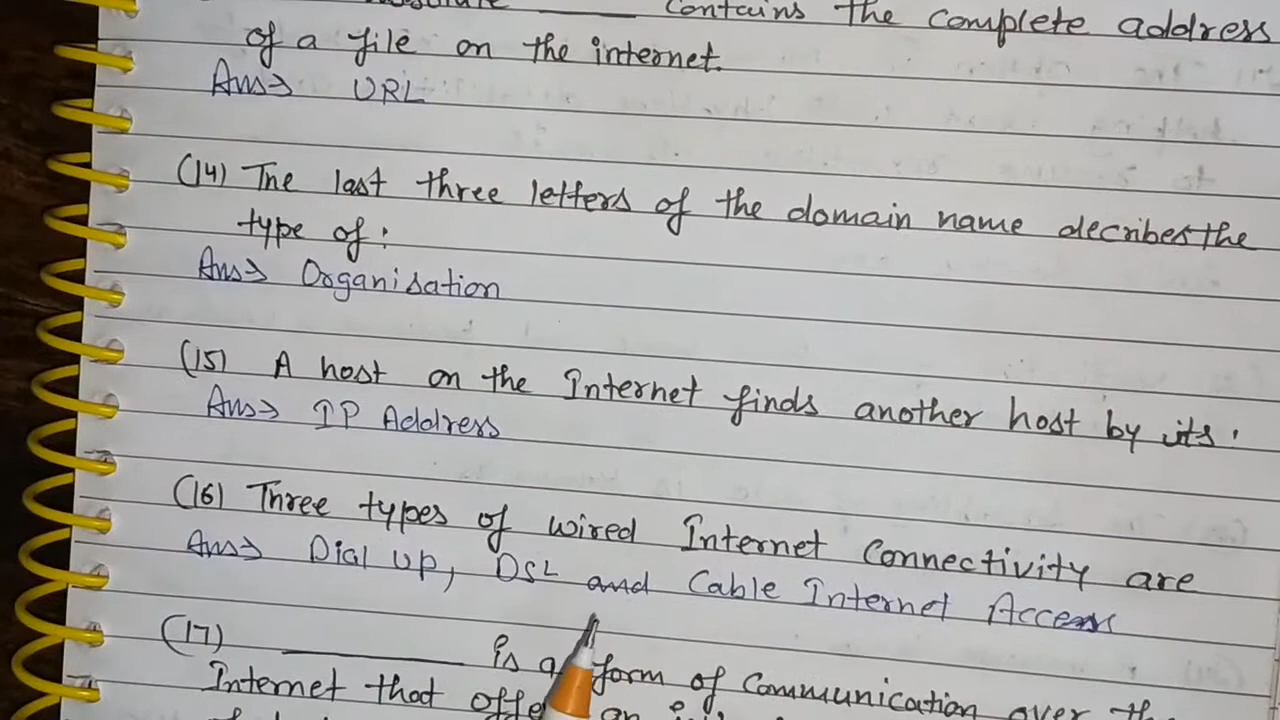 Contains the complete address
of a file on the internet.
Ans→ URL
(14) The last three letters of the domain name decribes the
type of:
Ans→ Organisation
(15) A host on the Internet finds another host by its.
Ans→ IP Address
(16) Three types of wired Internet Connectivity are
Ans→ Dial up, DSL and Cable Internet Access
(17) ________ is a form of Communication over the
Internet that offe an